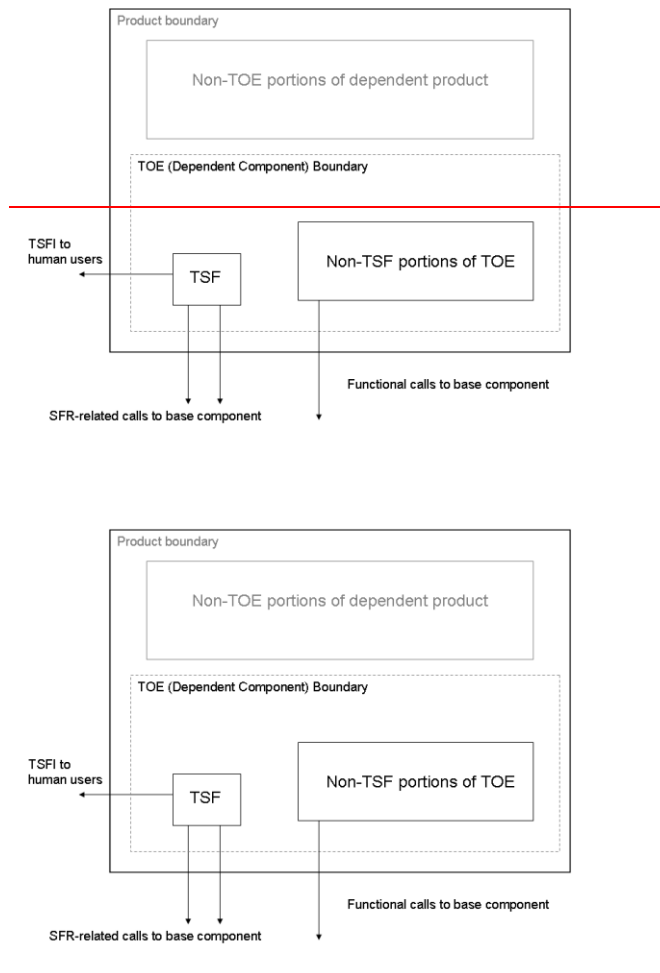 Product boundary
Non-TOE portions of dependent product
TOE (Dependent Component) Boundary
TSFI to
human users
TSF
Non-TSF portions of TOE
Functional calls to base component
SFR-related calls to base component
Product boundary
Non-TOE portions of dependent product
TOE (Dependent Component) Boundary
TSFI to
human users
TSF
Non-TSF portions of TOE
Functional calls to base component
SFR-related calls to base component